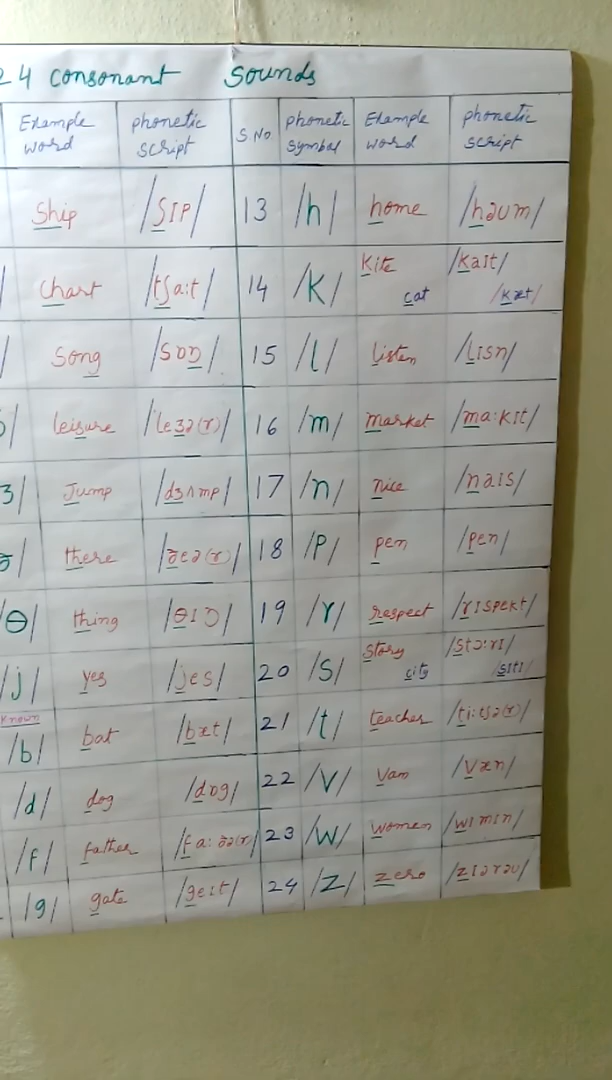 24 consonant Sounds
Example word phonetic script S.No. phonetic symbol Example word phonetic script
Ship /ʃɪp/ 13 /h/ home /həʊm/
/ chart /tʃa:t/ 14 /K/ Kite /kaɪt/
cat /kæt/
/ Song /sɒŋ/ 15 /l/ listen /lɪsn/
/ leisure /ˈleʒə(r)/ 16 /m/ market /ma:kɪt/
ʒ/ Jump /dʒʌmp/ 17 /n/ nice /naɪs/
ð/ there /ðeə(r)/ 18 /P/ pen /pen/
/θ/ thing /θɪŋ/ 19 /r/ respect /rɪspekt/
/j/ yes /jes/ 20 /S/ Story /stɔ:rɪ/
city /sɪtɪ/
Known
/b/ bat /bæt/ 21 /t/ teacher /ti:tʃə(r)/
/d/ dog /dɒg/ 22 /V/ Van /væn/
/f/ father /fa:ðə(r)/ 23 /W/ Women /wɪmɪn/
/g/ gate /geɪt/ 24 /Z/ zero /zɪərəʊ/